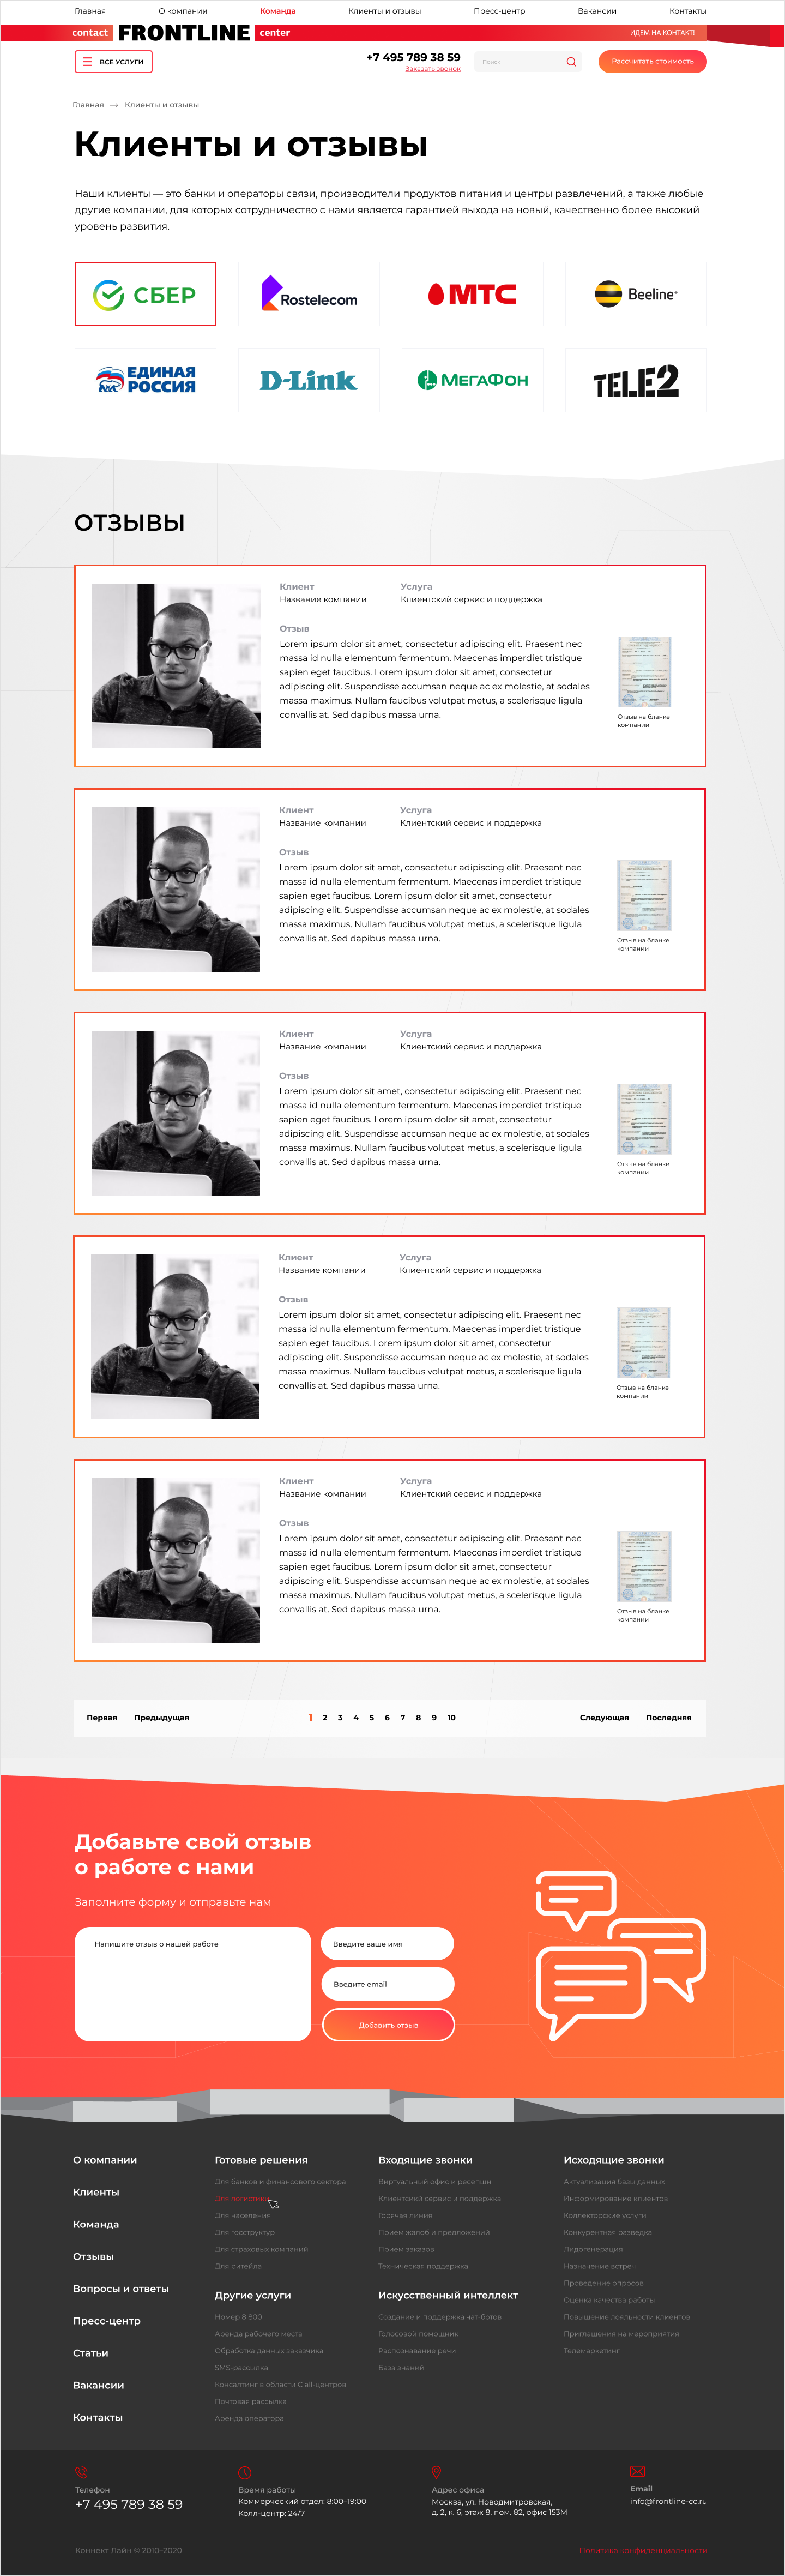 Главная О компании Команда Клиенты и отзывы Пресс-центр Вакансии Контакты
contact FRONTLINE center ИДЕМ НА КОНТАКТ!
ВСЕ УСЛУГИ
+7 495 789 38 59
Заказать звонок
Поиск
Рассчитать стоимость
Главная → Клиенты и отзывы
Клиенты и отзывы
Наши клиенты — это банки и операторы связи, производители продуктов питания и центры развлечений, а также любые
другие компании, для которых сотрудничество с нами является гарантией выхода на новый, качественно более высокий
уровень развития.
СБЕР
Rostelecom
МТС
Beeline®
ЕДИНАЯ
РОССИЯ
D-Link
МЕГАФОН
TELE2
ОТЗЫВЫ
Клиент Услуга
Название компании Клиентский сервис и поддержка
Отзыв
Lorem ipsum dolor sit amet, consectetur adipiscing elit. Praesent nec
massa id nulla elementum fermentum. Maecenas imperdiet tristique
sapien eget faucibus. Lorem ipsum dolor sit amet, consectetur
adipiscing elit. Suspendisse accumsan neque ac ex molestie, at sodales
massa maximus. Nullam faucibus volutpat metus, a scelerisque ligula
convallis at. Sed dapibus massa urna.
Отзыв на бланке
компании
Клиент Услуга
Название компании Клиентский сервис и поддержка
Отзыв
Lorem ipsum dolor sit amet, consectetur adipiscing elit. Praesent nec
massa id nulla elementum fermentum. Maecenas imperdiet tristique
sapien eget faucibus. Lorem ipsum dolor sit amet, consectetur
adipiscing elit. Suspendisse accumsan neque ac ex molestie, at sodales
massa maximus. Nullam faucibus volutpat metus, a scelerisque ligula
convallis at. Sed dapibus massa urna.
Отзыв на бланке
компании
Клиент Услуга
Название компании Клиентский сервис и поддержка
Отзыв
Lorem ipsum dolor sit amet, consectetur adipiscing elit. Praesent nec
massa id nulla elementum fermentum. Maecenas imperdiet tristique
sapien eget faucibus. Lorem ipsum dolor sit amet, consectetur
adipiscing elit. Suspendisse accumsan neque ac ex molestie, at sodales
massa maximus. Nullam faucibus volutpat metus, a scelerisque ligula
convallis at. Sed dapibus massa urna.
Отзыв на бланке
компании
Клиент Услуга
Название компании Клиентский сервис и поддержка
Отзыв
Lorem ipsum dolor sit amet, consectetur adipiscing elit. Praesent nec
massa id nulla elementum fermentum. Maecenas imperdiet tristique
sapien eget faucibus. Lorem ipsum dolor sit amet, consectetur
adipiscing elit. Suspendisse accumsan neque ac ex molestie, at sodales
massa maximus. Nullam faucibus volutpat metus, a scelerisque ligula
convallis at. Sed dapibus massa urna.
Отзыв на бланке
компании
Клиент Услуга
Название компании Клиентский сервис и поддержка
Отзыв
Lorem ipsum dolor sit amet, consectetur adipiscing elit. Praesent nec
massa id nulla elementum fermentum. Maecenas imperdiet tristique
sapien eget faucibus. Lorem ipsum dolor sit amet, consectetur
adipiscing elit. Suspendisse accumsan neque ac ex molestie, at sodales
massa maximus. Nullam faucibus volutpat metus, a scelerisque ligula
convallis at. Sed dapibus massa urna.
Отзыв на бланке
компании
Первая Предыдущая 1 2 3 4 5 6 7 8 9 10 Следующая Последняя
Добавьте свой отзыв
о работе с нами
Заполните форму и отправьте нам
Напишите отзыв о нашей работе
Введите ваше имя
Введите email
Добавить отзыв
О компании
Клиенты
Команда
Отзывы
Вопросы и ответы
Пресс-центр
Статьи
Вакансии
Контакты
Готовые решения
Для банков и финансового сектора
Для логистики
Для населения
Для госструктур
Для страховых компаний
Для ритейла
Другие услуги
Номер 8 800
Аренда рабочего места
Обработка данных заказчика
SMS-рассылка
Консалтинг в области C all-центров
Почтовая рассылка
Аренда оператора
Входящие звонки
Виртуальный офис и ресепшн
Клиентский сервис и поддержка
Горячая линия
Прием жалоб и предложений
Прием заказов
Техническая поддержка
Искусственный интеллект
Создание и поддержка чат-ботов
Голосовой помощник
Распознавание речи
База знаний
Исходящие звонки
Актуализация базы данных
Информирование клиентов
Коллекторские услуги
Конкурентная разведка
Лидогенерация
Назначение встреч
Проведение опросов
Оценка качества работы
Повышение лояльности клиентов
Приглашения на мероприятия
Телемаркетинг
Телефон
+7 495 789 38 59
Время работы
Коммерческий отдел: 8:00–19:00
Колл-центр: 24/7
Адрес офиса
Москва, ул. Новодмитровская,
д. 2, к. 6, этаж 8, пом. 82, офис 153М
Email
info@frontline-cc.ru
Коннект Лайн © 2010–2020
Политика конфиденциальности